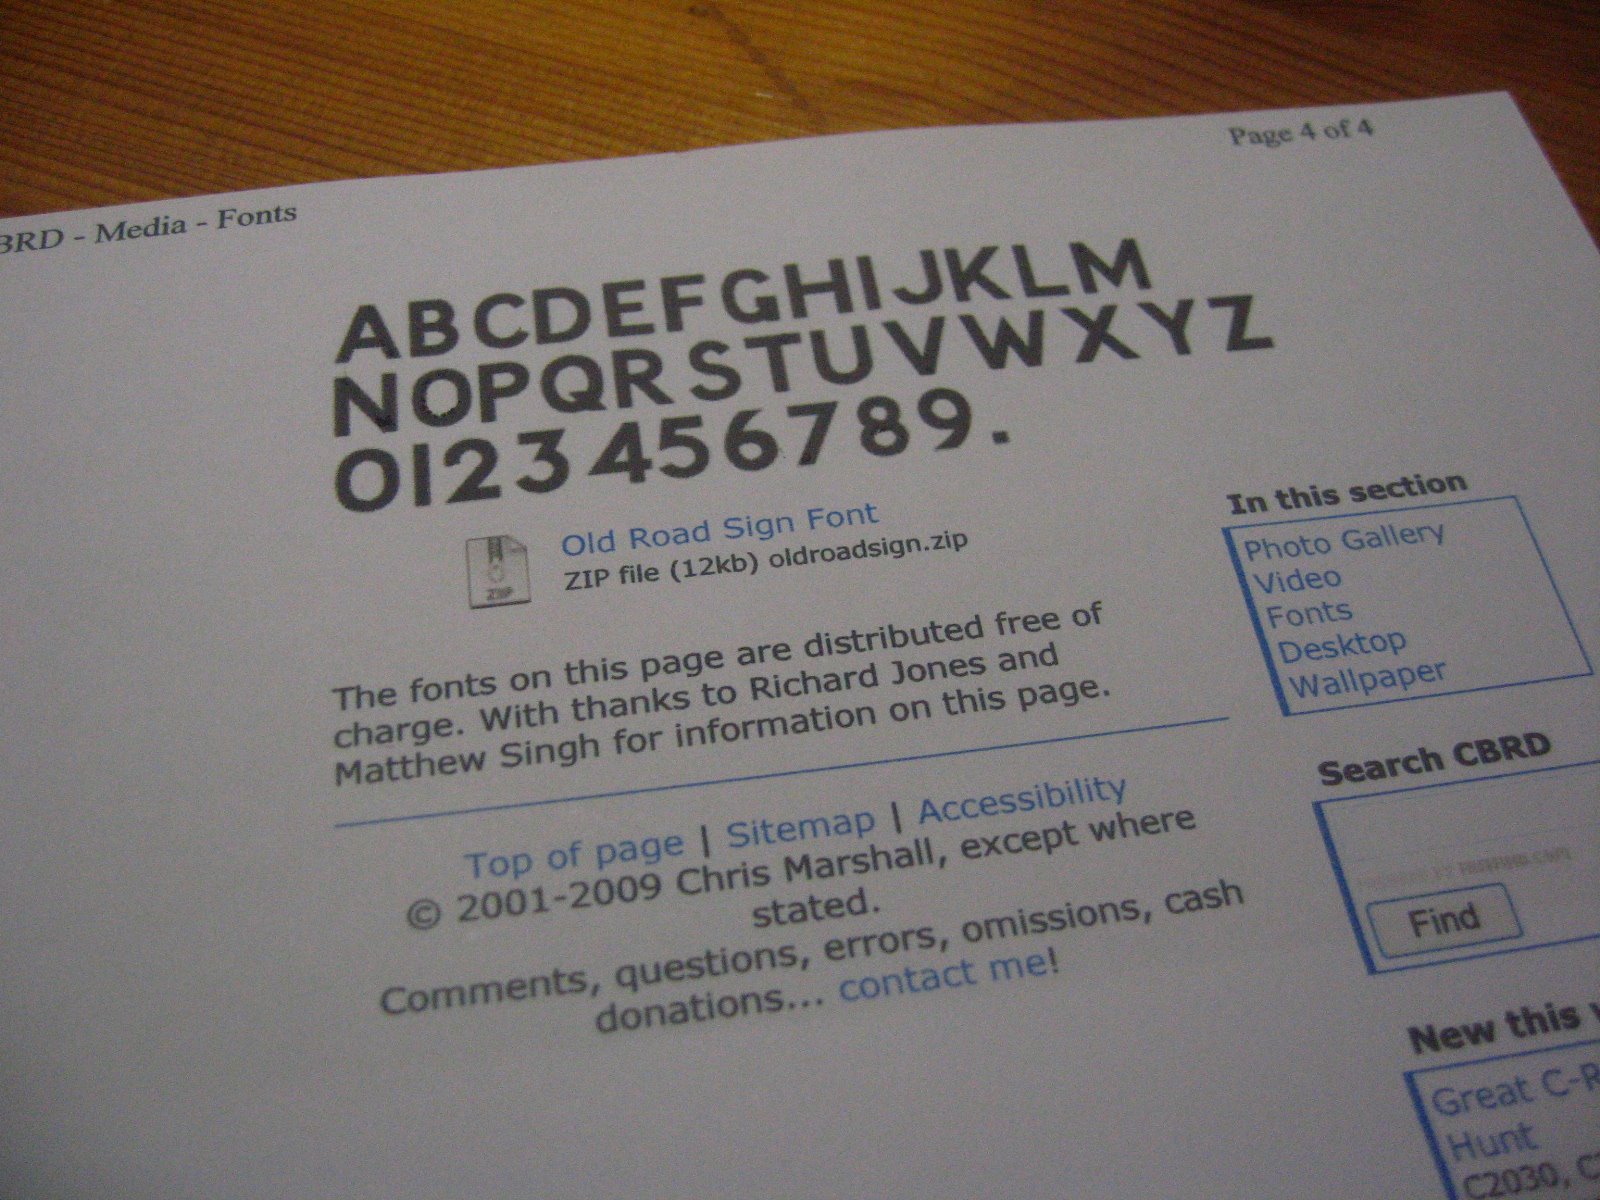 BRD - Media - Fonts
Page 4 of 4
ABCDEFGHIJKLM
NOPQRSTUVWXYZ
0123456789.
Old Road Sign Font
ZIP
ZIP file (12kb) oldroadsign.zip
The fonts on this page are distributed free of
charge. With thanks to Richard Jones and
Matthew Singh for information on this page.
Top of page | Sitemap | Accessibility
© 2001-2009 Chris Marshall, except where
stated.
Comments, questions, errors, omissions, cash
donations... contact me!
In this section
Photo Gallery
Video
Fonts
Desktop
Wallpaper
Search CBRD
Find
New this
Great C-R
Hunt
C2030,